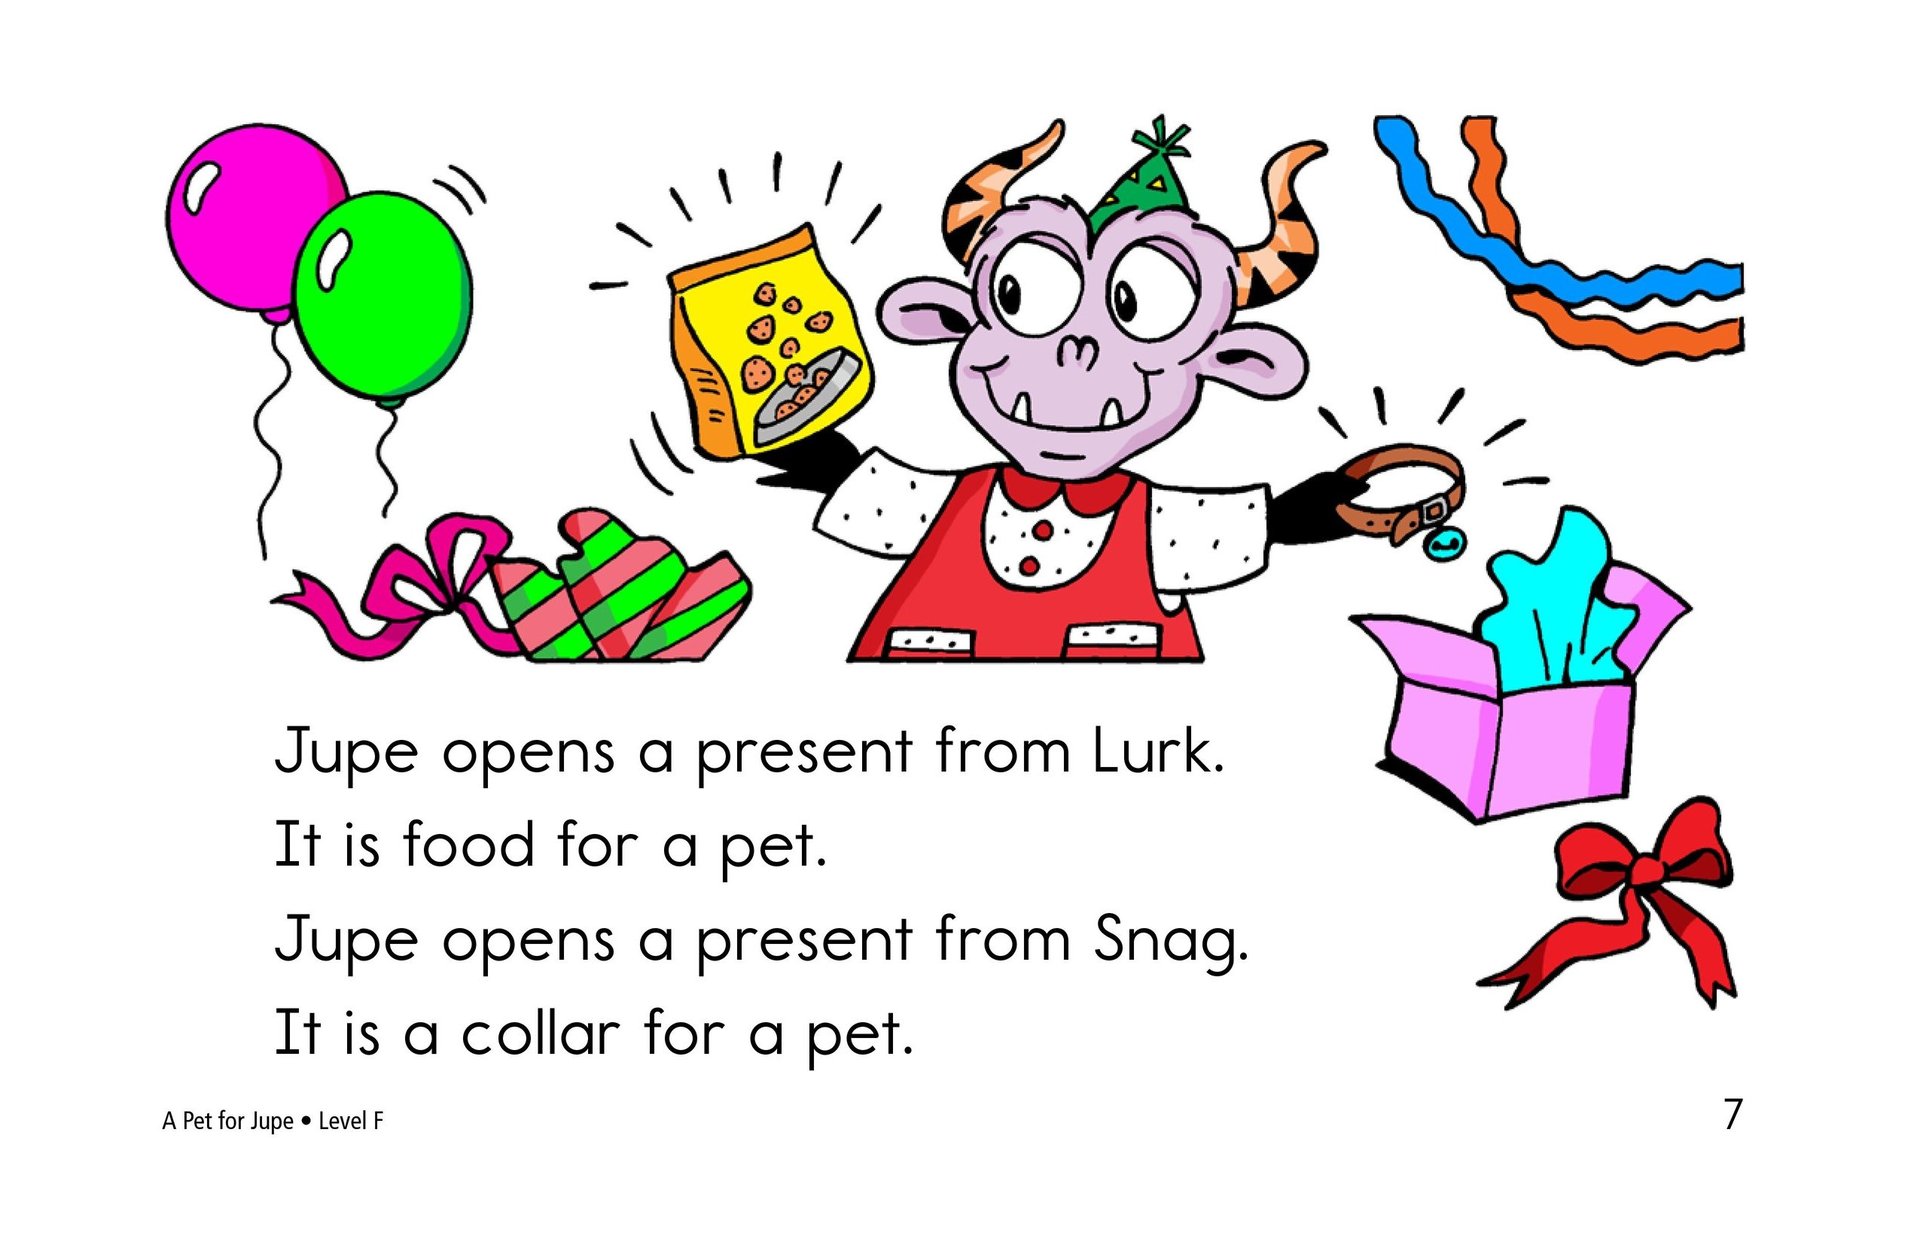 Jupe opens a present from Lurk.
It is food for a pet.
Jupe opens a present from Snag.
It is a collar for a pet.
A Pet for Jupe • Level F
7